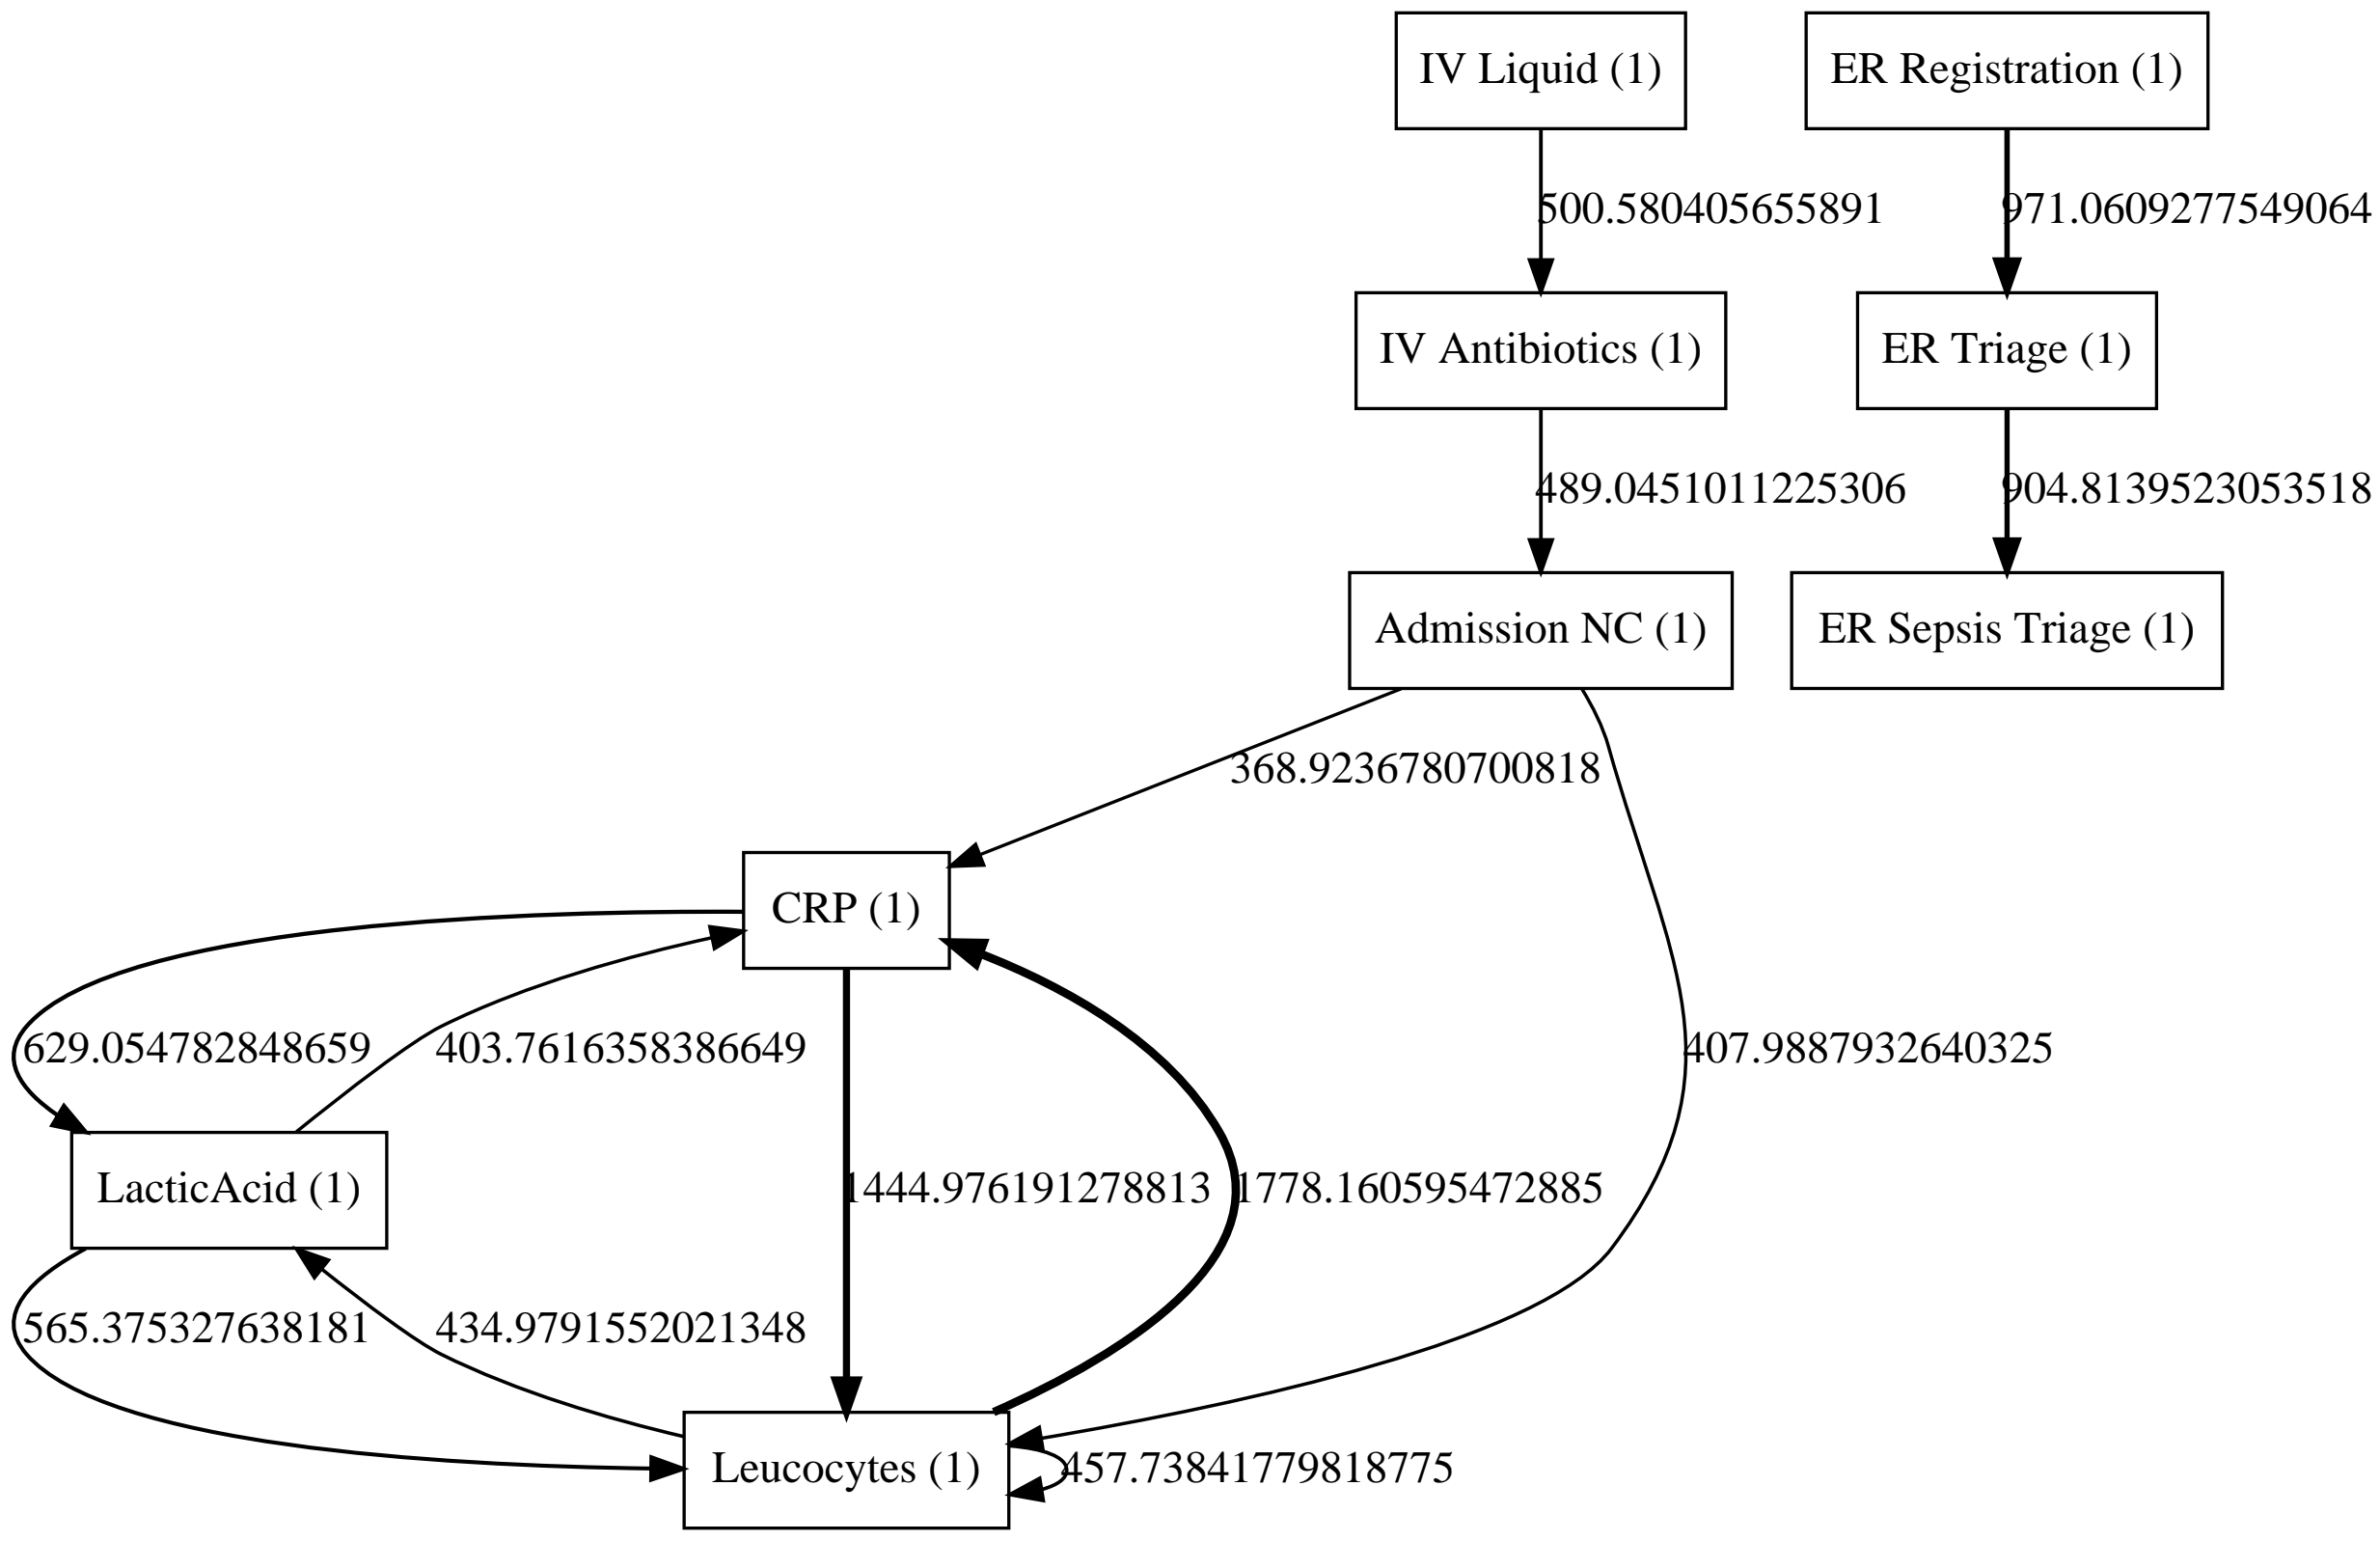 IV Liquid (1)
ER Registration (1)
500.580405655891
971.0609277549064
IV Antibiotics (1)
ER Triage (1)
489.0451011225306
904.8139523053518
Admission NC (1)
ER Sepsis Triage (1)
368.9236780700818
CRP (1)
629.054782848659
403.7616358386649
407.9887932640325
LacticAcid (1)
1444.976191278813
1778.160595472885
565.375327638181
434.9791552021348
Leucocytes (1)
457.73841779818775